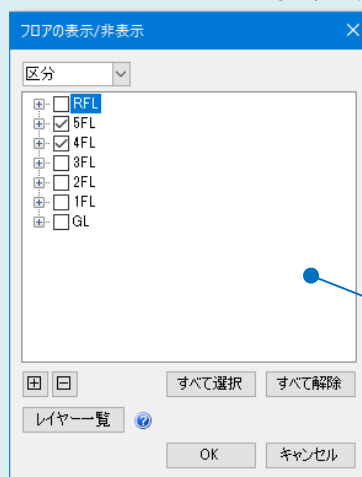 フロアの表示/非表示
区分
RFL
5FL
4FL
3FL
2FL
1FL
GL
すべて選択 すべて解除
レイヤー一覧
OK キャンセル